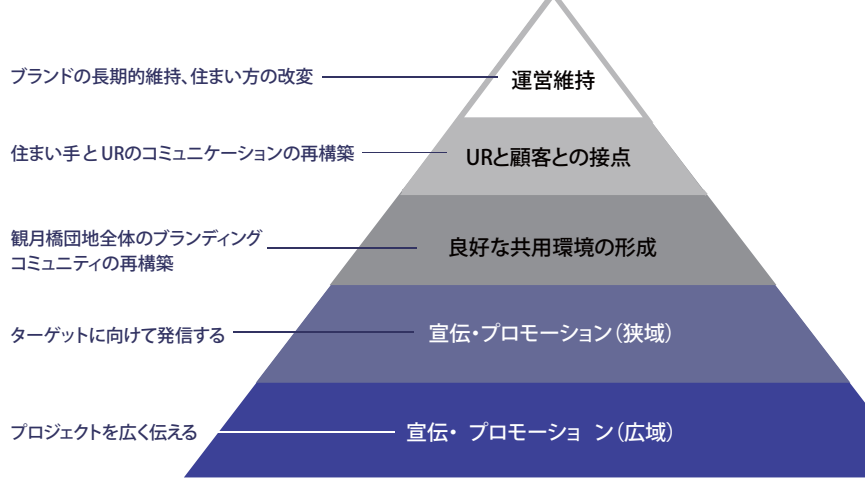 ブランドの長期的維持、住まい方の改変
運営維持
住まい手とURのコミュニケーションの再構築
URと顧客との接点
観月橋団地全体のブランディング
コミュニティの再構築
良好な共用環境の形成
ターゲットに向けて発信する
宣伝・プロモーション(狭域)
プロジェクトを広く伝える
宣伝・ プロモーショ ン(広域)